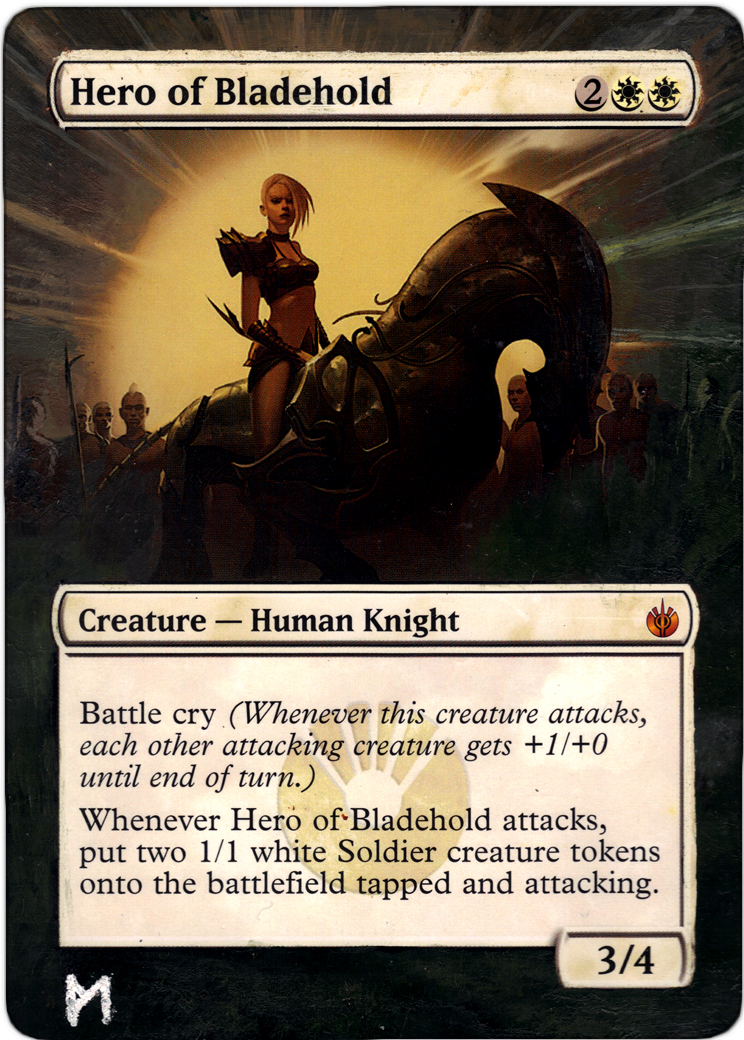 Hero of Bladehold 2
Creature — Human Knight
Battle cry (Whenever this creature attacks,
each other attacking creature gets +1/+0
until end of turn.)
Whenever Hero of Bladehold attacks,
put two 1/1 white Soldier creature tokens
onto the battlefield tapped and attacking.
3/4
M